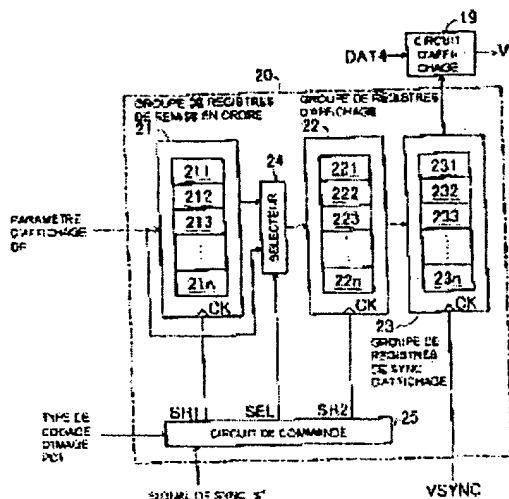 19
CIRCUIT
D'AFFI-
CHAGE
DAT4
V
20
GROUPE DE REGISTRES
DE REMISE EN ORDRE
21
GROUPE DE REGISTRES
D'AFFICHAGE
22
24
211
212
213
21n
SELECTEUR
221
222
223
22n
231
232
233
23n
PARAMETRE
D'AFFICHAGE
DP
CK
CK
CK
23
GROUPE DE
REGISTRES
DE SYNC
D'AFFICHAGE
SR1
SEL
SR2
25
TYPE DE
CODAGE
D'IMAGE
PCT
CIRCUIT DE COMMANDE
SIGNAL DE SYNC
VSYNC